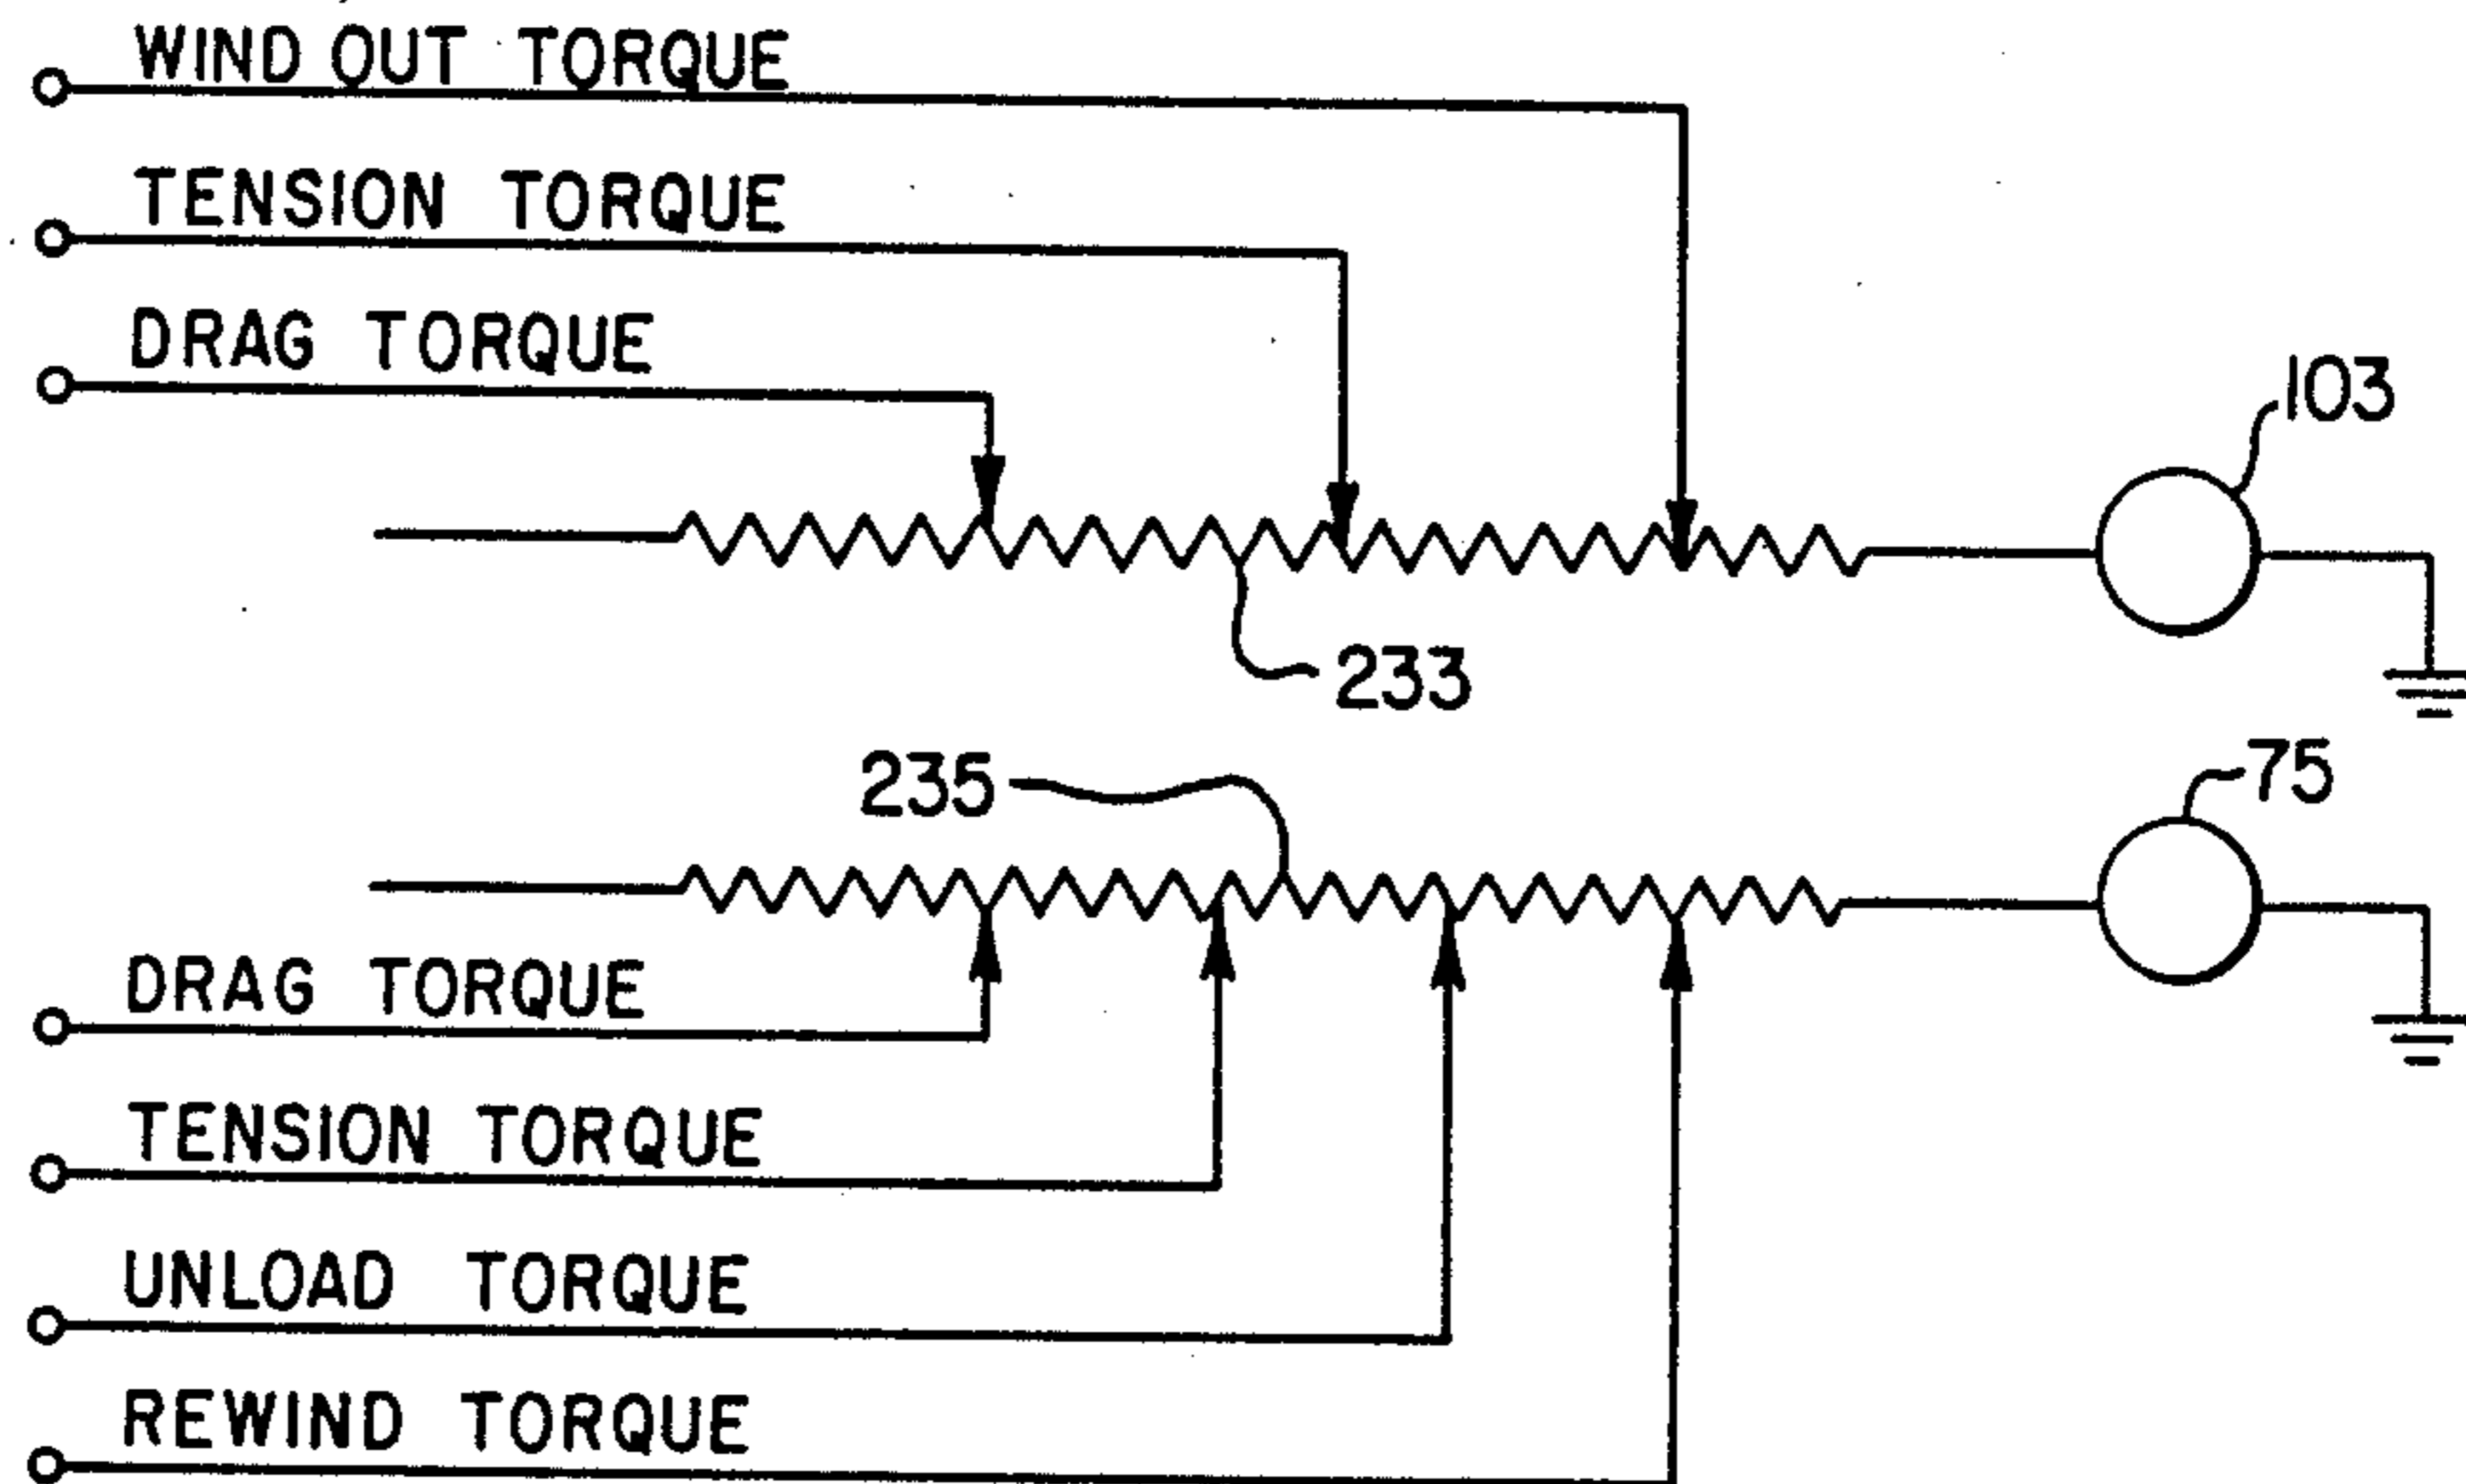 WIND OUT TORQUE
TENSION TORQUE
DRAG TORQUE
103
233
235
75
DRAG TORQUE
TENSION TORQUE
UNLOAD TORQUE
REWIND TORQUE